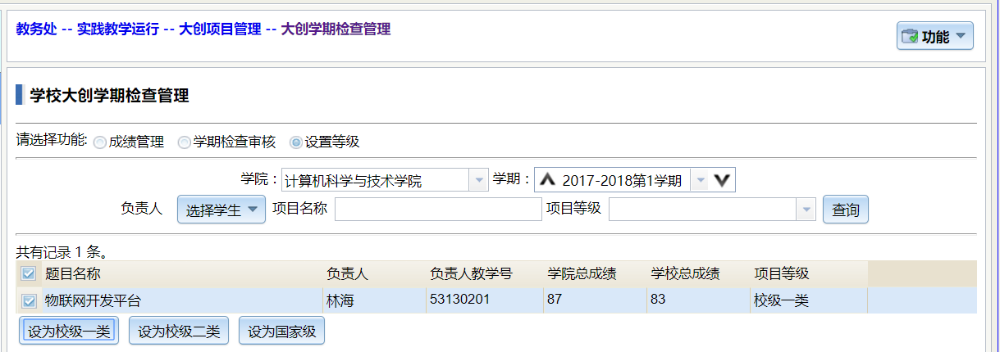 教务处 -- 实践教学运行 -- 大创项目管理 -- 大创学期检查管理
功能
学校大创学期检查管理
请选择功能: 成绩管理 学期检查审核 设置等级
学院： 计算机科学与技术学院 学期： 2017-2018第1学期
负责人 选择学生 项目名称 项目等级 查询
共有记录 1 条。
题目名称 负责人 负责人教学号 学院总成绩 学校总成绩 项目等级
物联网开发平台 林海 53130201 87 83 校级一类
设为校级一类 设为校级二类 设为国家级